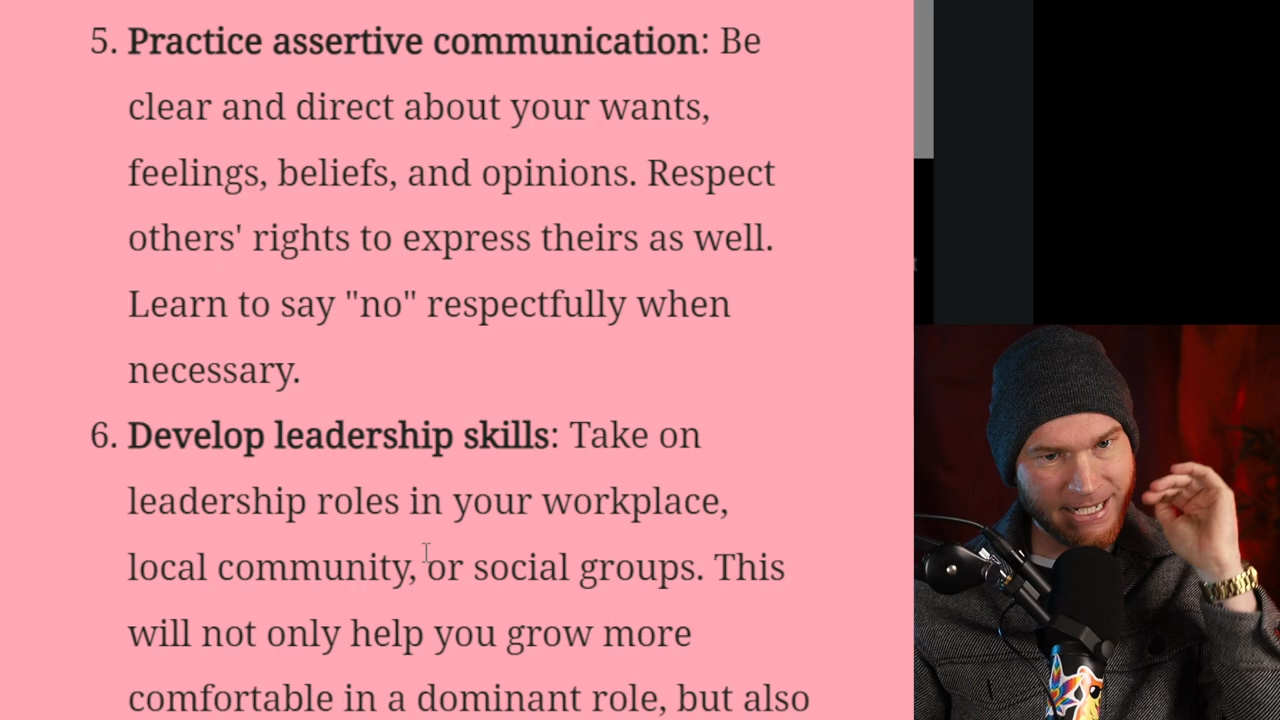 5. Practice assertive communication: Be
clear and direct about your wants,
feelings, beliefs, and opinions. Respect
others' rights to express theirs as well.
Learn to say "no" respectfully when
necessary.
6. Develop leadership skills: Take on
leadership roles in your workplace,
local community, or social groups. This
will not only help you grow more
comfortable in a dominant role, but also